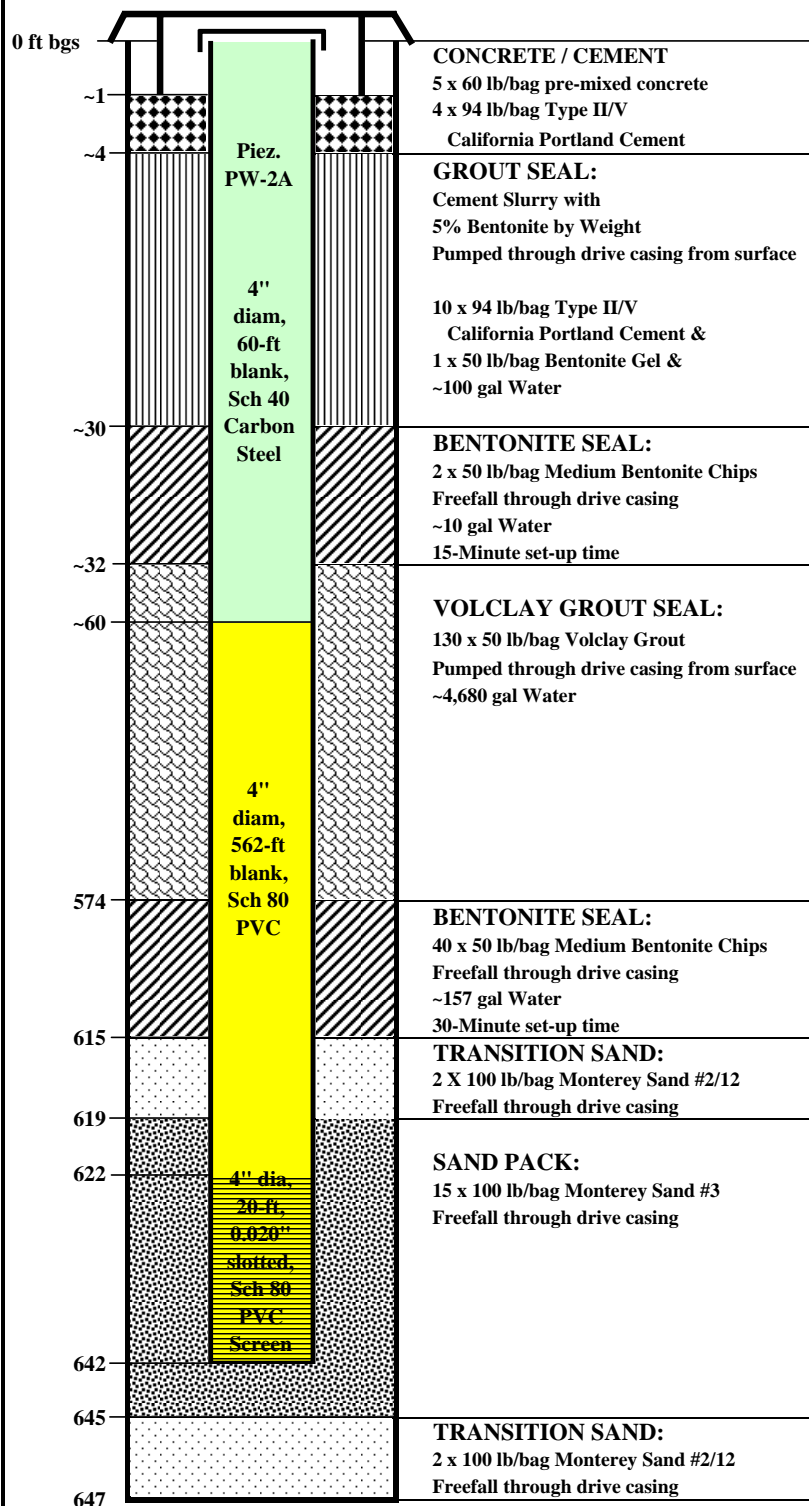 0 ft bgs
~1
~4
~30
~32
~60
574
615
619
622
642
645
647
Piez.
PW-2A
4"
diam,
60-ft
blank,
Sch 40
Carbon
Steel
4"
diam,
562-ft
blank,
Sch 80
PVC
4" dia,
20-ft,
0.020"
slotted,
Sch 80
PVC
Screen
CONCRETE / CEMENT
5 x 60 lb/bag pre-mixed concrete
4 x 94 lb/bag Type II/V
California Portland Cement
GROUT SEAL:
Cement Slurry with
5% Bentonite by Weight
Pumped through drive casing from surface
10 x 94 lb/bag Type II/V
California Portland Cement &
1 x 50 lb/bag Bentonite Gel &
~100 gal Water
BENTONITE SEAL:
2 x 50 lb/bag Medium Bentonite Chips
Freefall through drive casing
~10 gal Water
15-Minute set-up time
VOLCLAY GROUT SEAL:
130 x 50 lb/bag Volclay Grout
Pumped through drive casing from surface
~4,680 gal Water
BENTONITE SEAL:
40 x 50 lb/bag Medium Bentonite Chips
Freefall through drive casing
~157 gal Water
30-Minute set-up time
TRANSITION SAND:
2 X 100 lb/bag Monterey Sand #2/12
Freefall through drive casing
SAND PACK:
15 x 100 lb/bag Monterey Sand #3
Freefall through drive casing
TRANSITION SAND:
2 x 100 lb/bag Monterey Sand #2/12
Freefall through drive casing